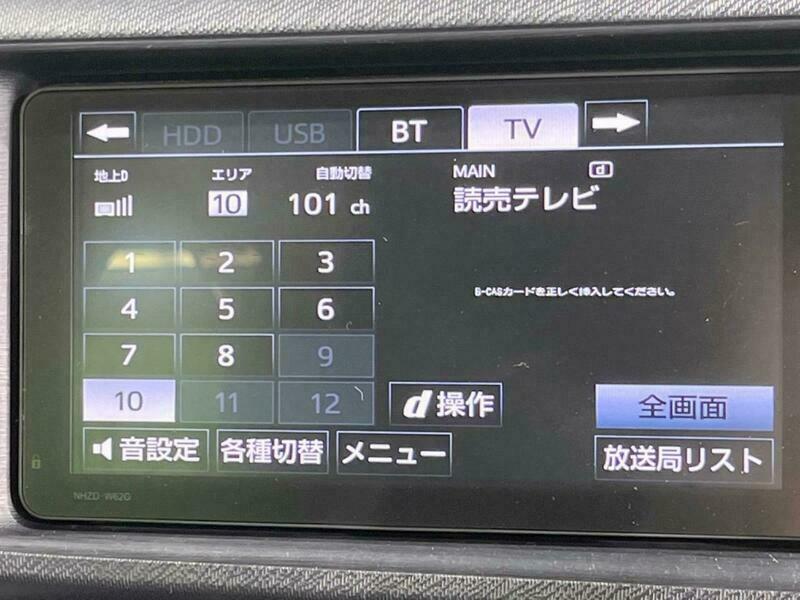 HDD USB BT TV
地上D エリア 自動切替 MAIN d
10 101 ch 読売テレビ
1 2 3
4 5 6
B-CASカードを正しく挿入してください。
7 8 9
10 11 12 d操作 全画面
音設定 各種切替 メニュー 放送局リスト
NHZD-W62G